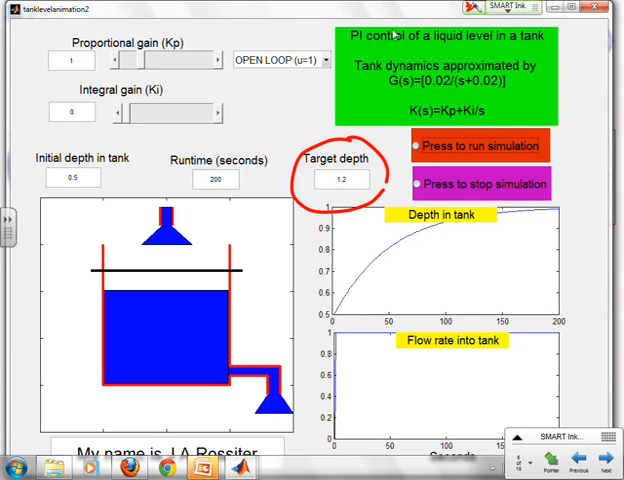 tanklevelanimation2
SMART Ink
Proportional gain (Kp)
1
OPEN LOOP (u=1)
Integral gain (Ki)
0
PI control of a liquid level in a tank
Tank dynamics approximated by
G(s)=[0.02/(s+0.02)]
K(s)=Kp+Ki/s
Press to run simulation
Press to stop simulation
Initial depth in tank
0.5
Runtime (seconds)
200
Target depth
1.2
Depth in tank
1
0.9
0.8
0.7
0.6
0.5
0
50
100
150
200
Flow rate into tank
1
0.8
0.6
0.4
0.2
0
Seconds
My name is J A Rossiter
SMART Ink...
6
of
19
Pointer
Previous
Next